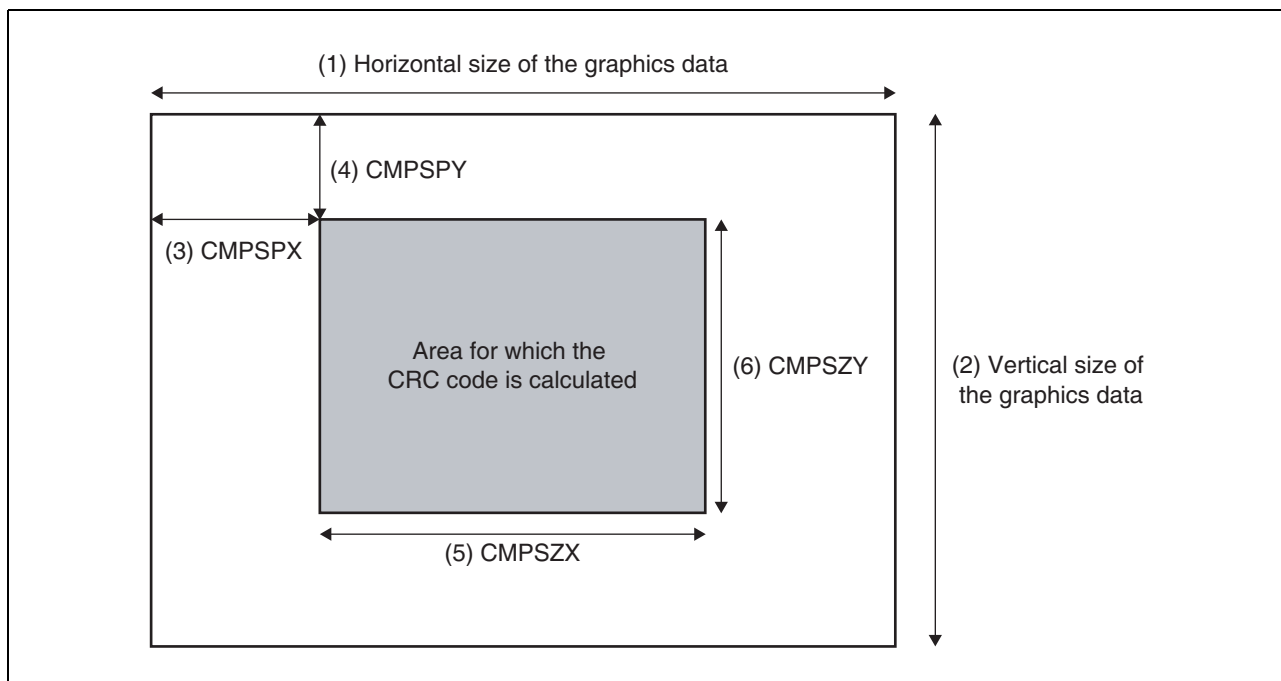 (1) Horizontal size of the graphics data
(4) CMPSPY
(3) CMPSPX
Area for which the
CRC code is calculated
(6) CMPSZY
(2) Vertical size of
the graphics data
(5) CMPSZX